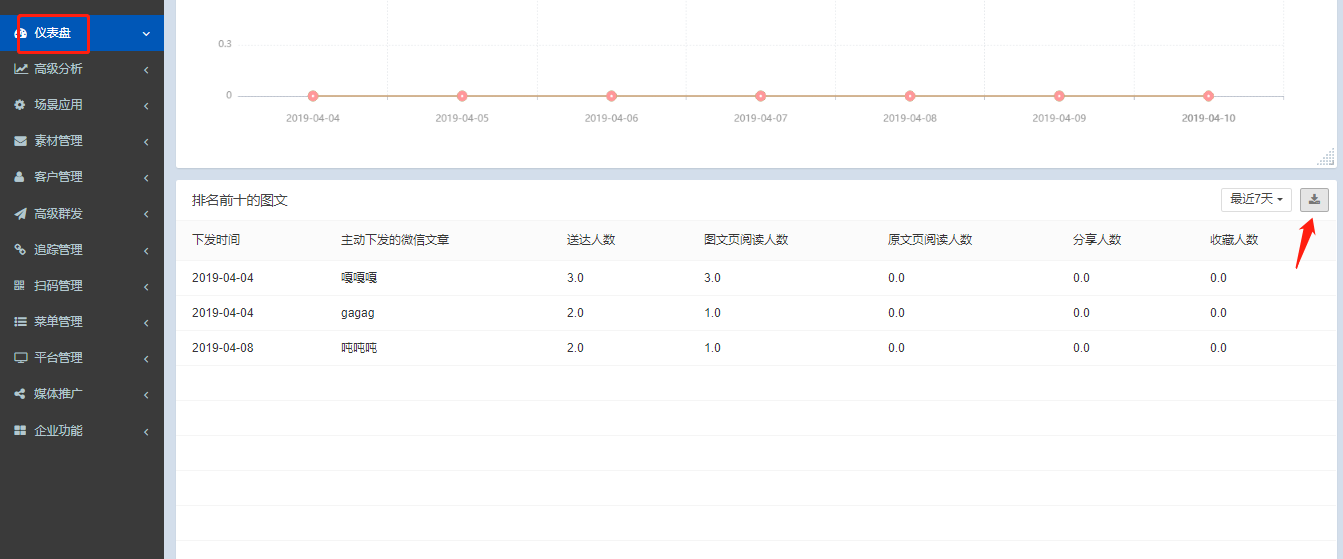 仪表盘
高级分析
场景应用
素材管理
客户管理
高级群发
追踪管理
扫码管理
菜单管理
平台管理
媒体推广
企业功能
0.3
0
2019-04-04 2019-04-05 2019-04-06 2019-04-07 2019-04-08 2019-04-09 2019-04-10
排名前十的图文 最近7天
下发时间 主动下发的微信文章 送达人数 图文页阅读人数 原文页阅读人数 分享人数 收藏人数
2019-04-04 嘎嘎嘎 3.0 3.0 0.0 0.0 0.0
2019-04-04 gagag 2.0 1.0 0.0 0.0 0.0
2019-04-08 吨吨吨 2.0 1.0 0.0 0.0 0.0